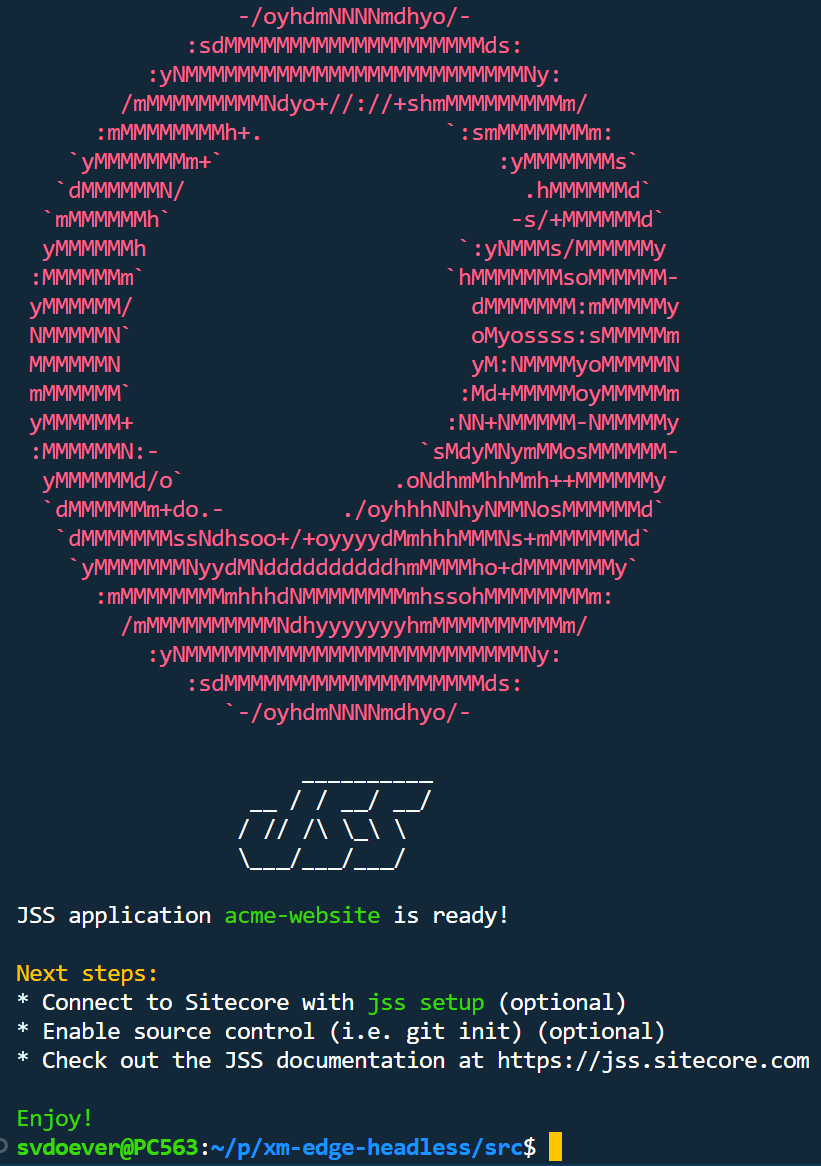 -/oyhdmNNNNmdhyo/-
:sdMMMMMMMMMMMMMMMMMMMMds:
:yNMMMMMMMMMMMMMMMMMMMMMMMMMMNy:
/mMMMMMMMMMNdyo+//://+shmMMMMMMMMMm/
:mMMMMMMMMh+. `:smMMMMMMMm:
`yMMMMMMMm+` :yMMMMMMMs`
`dMMMMMMN/ .hMMMMMMd`
`mMMMMMMh` -s/+MMMMMMd`
yMMMMMMh `:yNMMMs/MMMMMMy
:MMMMMMm` `hMMMMMMMsoMMMMMM-
yMMMMMM/ dMMMMMMM:mMMMMMy
NMMMMMN` oMyossss:sMMMMMm
MMMMMMN yM:NMMMMyoMMMMMN
mMMMMMM` :Md+MMMMMoyMMMMMm
yMMMMMM+ :NN+NMMMMM-NMMMMMy
:MMMMMMN:- `sMdyMNymMMosMMMMMM-
yMMMMMMd/o` .oNdhmMhhMmh++MMMMMMy
`dMMMMMMm+do.- ./oyhhhNNhyNMMNosMMMMMMd`
`dMMMMMMMssNdhsoo+/+oyyyydMmhhhMMMNs+mMMMMMMd`
`yMMMMMMMNyydMNddddddddddhmMMMMho+dMMMMMMMy`
:mMMMMMMMMmhhhdNMMMMMMMMmhssohMMMMMMMMm:
/mMMMMMMMMMMNdhyyyyyyyhmMMMMMMMMMMm/
:yNMMMMMMMMMMMMMMMMMMMMMMMMMMNy:
:sdMMMMMMMMMMMMMMMMMMMMds:
`-/oyhdmNNNNmdhyo/-
__________
__ / / __/ __/
/ // /\ \_\ \
\___/___/___/
JSS application acme-website is ready!
Next steps:
* Connect to Sitecore with jss setup (optional)
* Enable source control (i.e. git init) (optional)
* Check out the JSS documentation at https://jss.sitecore.com
Enjoy!
svdoever@PC563:~/p/xm-edge-headless/src$